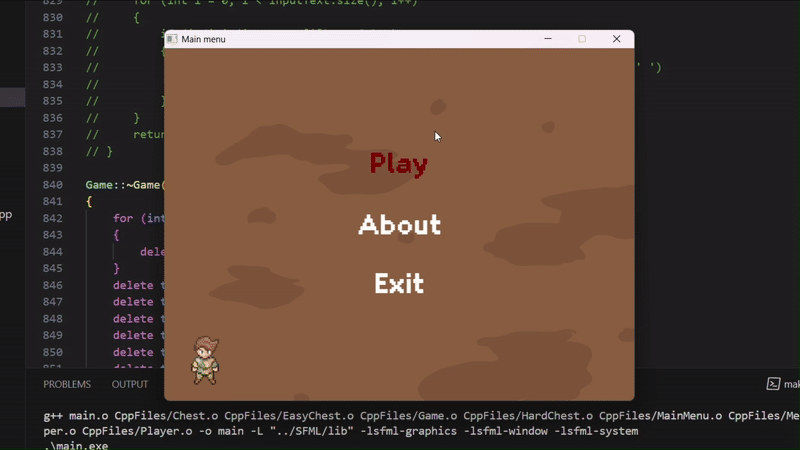 829 // for (int i = 0; i < inputText.size(); i++)
830 // {
831 //
832 // {
833 // ' ')
834 //
835 // }
836 // }
837 // retur
838 // }
839
840 Game::~Game(
841 {
842 for (int
843 {
844 dele
845 }
846 delete t
847 delete t
848 delete t
849 delete t
850 delete t
pp
Main menu
Play
About
Exit
PROBLEMS OUTPUT
mak
g++ main.o CppFiles/Chest.o CppFiles/EasyChest.o CppFiles/Game.o CppFiles/HardChest.o CppFiles/MainMenu.o CppFiles/Me
per.o CppFiles/Player.o -o main -L "../SFML/lib" -lsfml-graphics -lsfml-window -lsfml-system
.\main.exe